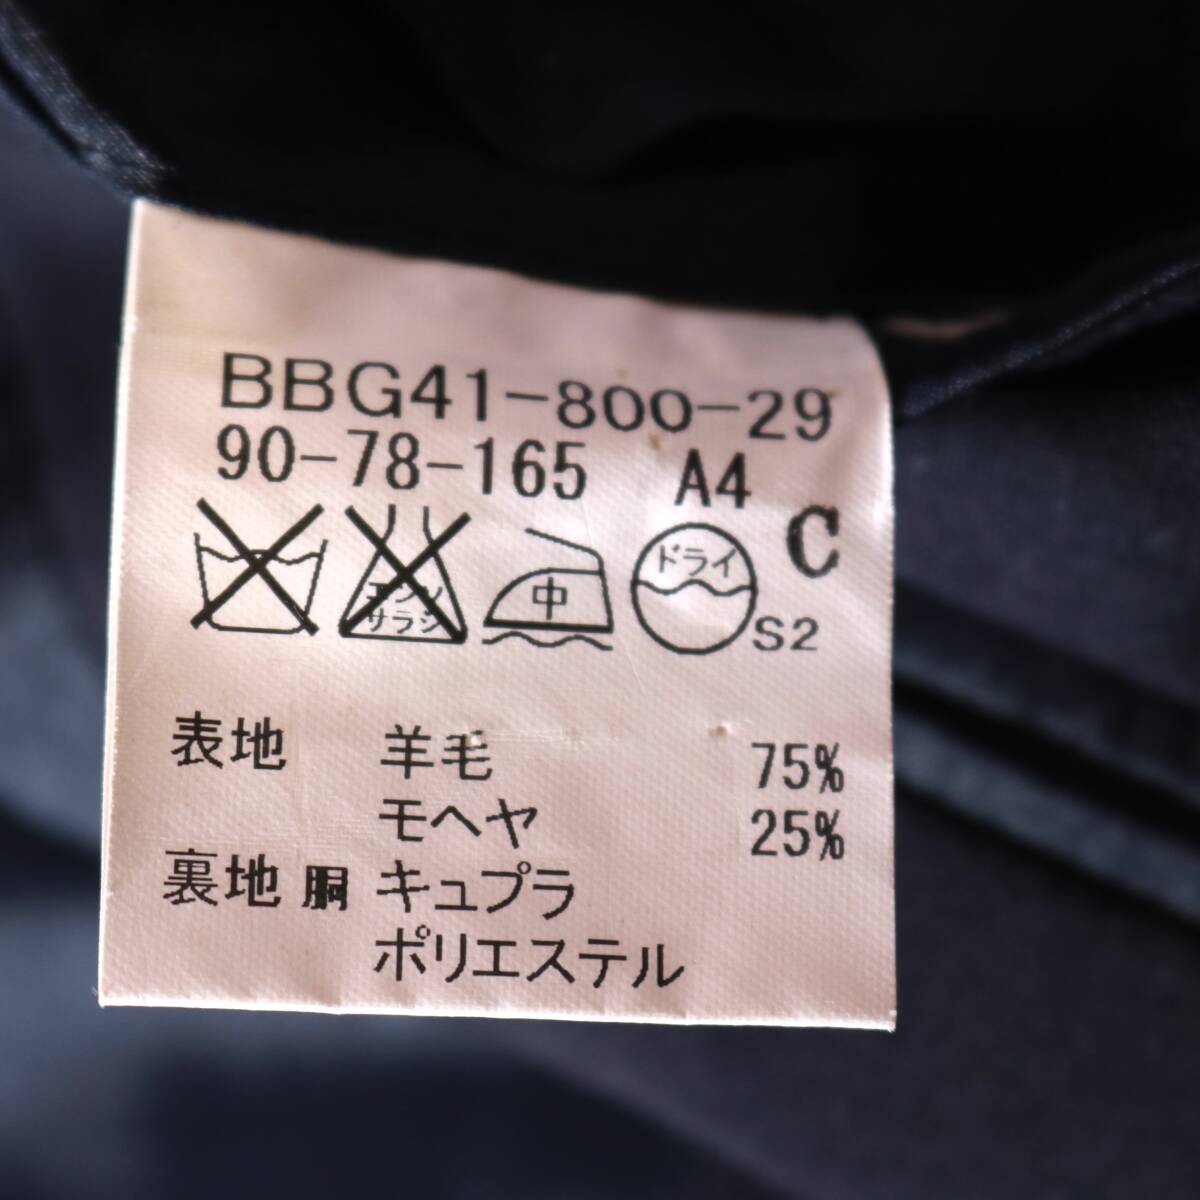 BBG41-800-29
90-78-165 A4
C
エンソ
サラシ
中
ドライ
S2
表地 羊毛 75%
モヘヤ 25%
裏地 胴 キュプラ
ポリエステル